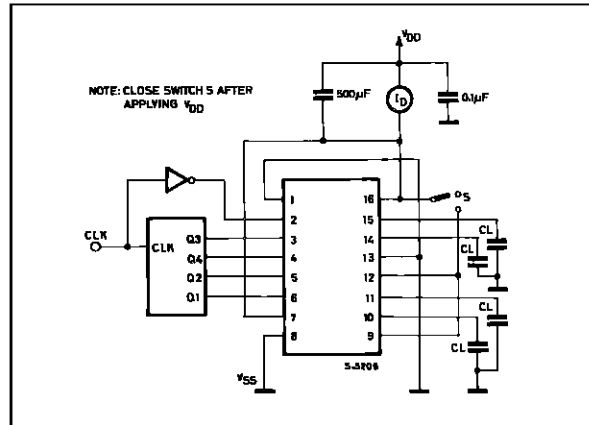 VDD
NOTE: CLOSE SWITCH S AFTER
APPLYING VDD
500µF
ID
0.1µF
1
16
S
2
15
CL
CLK
CLK
Q3
3
14
CL
Q4
4
13
Q2
5
12
Q1
6
11
CL
7
10
8
9
CL
S-5206
VSS